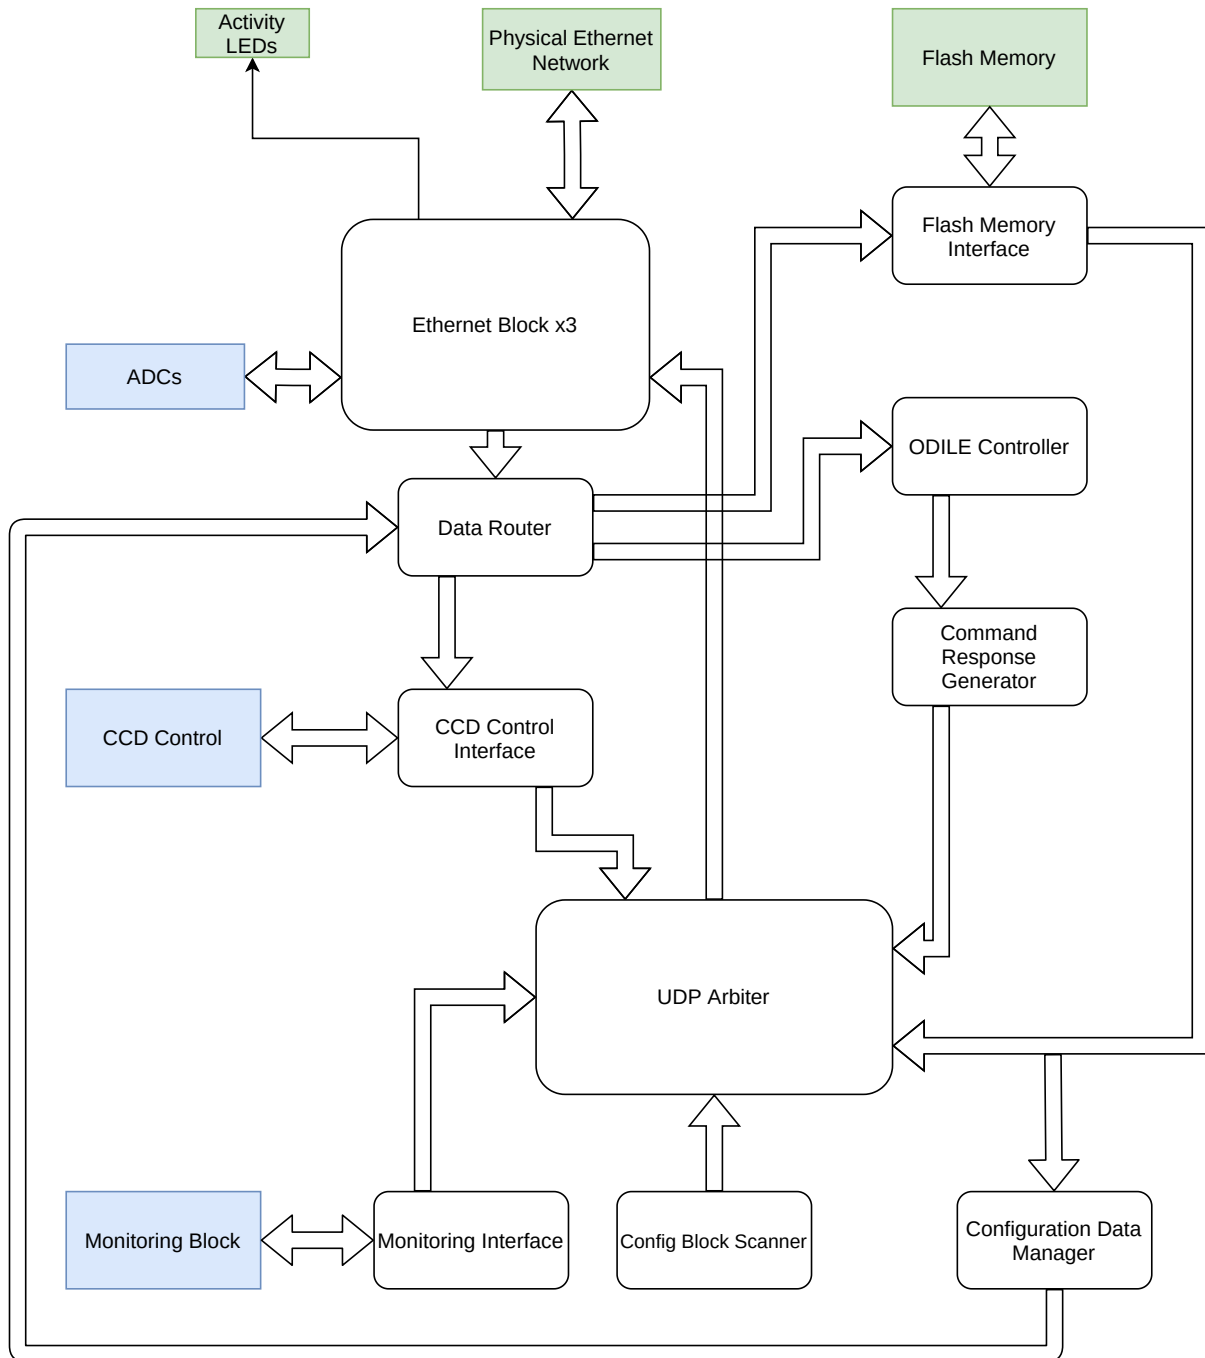 Activity
LEDs
Physical Ethernet
Network
Flash Memory
Flash Memory
Interface
Ethernet Block x3
ADCs
ODILE Controller
Data Router
Command
Response
Generator
CCD Control
CCD Control
Interface
UDP Arbiter
Monitoring Block
Monitoring Interface
Config Block Scanner
Configuration Data
Manager